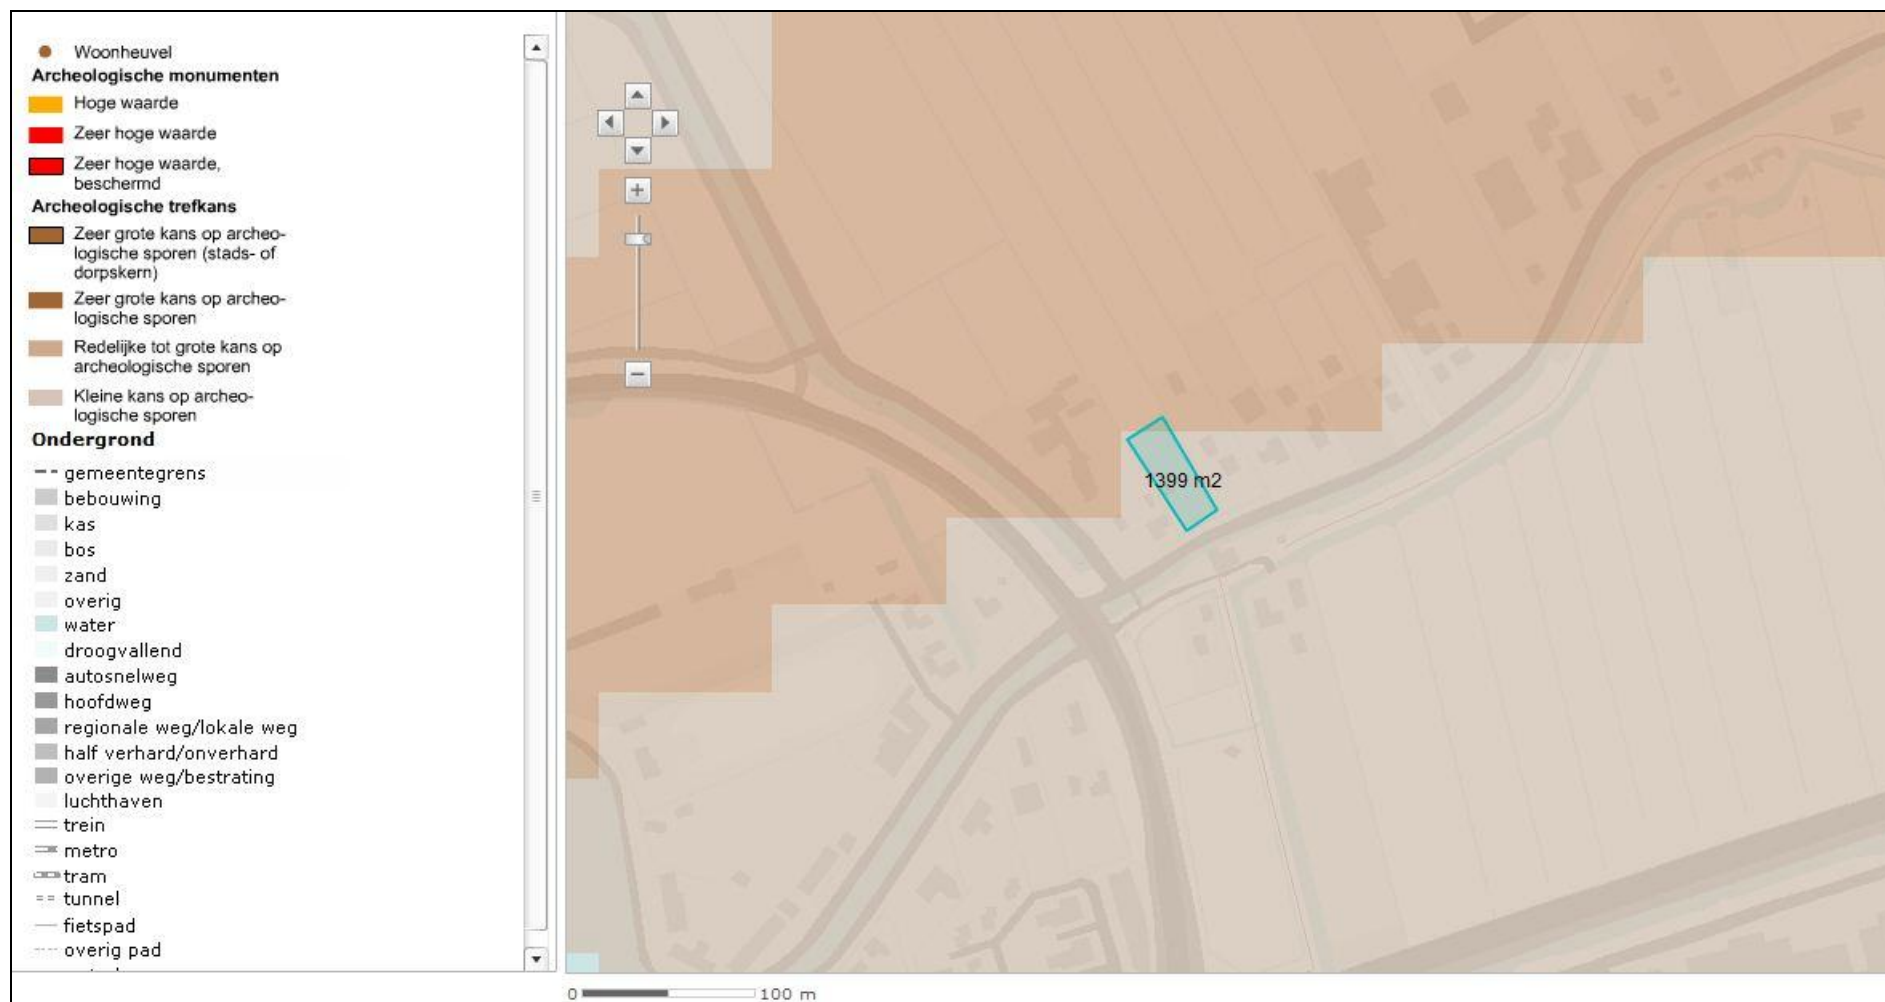 Woonheuvel
Archeologische monumenten
Hoge waarde
Zeer hoge waarde
Zeer hoge waarde,
beschermd
Archeologische trefkans
Zeer grote kans op archeo-
logische sporen (stads- of
dorpskern)
Zeer grote kans op archeo-
logische sporen
Redelijke tot grote kans op
archeologische sporen
Kleine kans op archeo-
logische sporen
Ondergrond
gemeentegrens
bebouwing
kas
bos
zand
overig
water
droogvallend
autosnelweg
hoofdweg
regionale weg/lokale weg
half verhard/onverhard
overige weg/bestrating
luchthaven
trein
metro
tram
tunnel
fietspad
overig pad
1399 m2
0 100 m